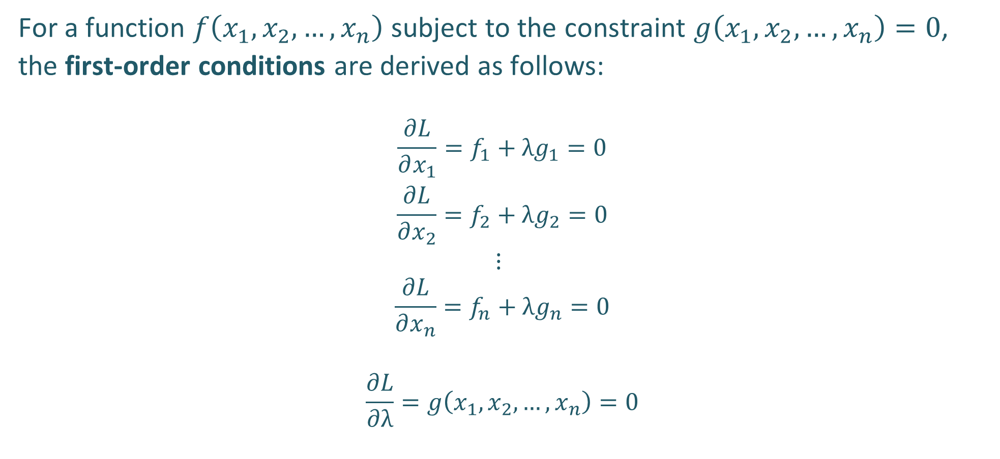 For a function f(x₁, x₂, … , xₙ) subject to the constraint g(x₁, x₂, … , xₙ) = 0,
the first-order conditions are derived as follows:
∂L/∂x₁ = f₁ + λg₁ = 0
∂L/∂x₂ = f₂ + λg₂ = 0
⋮
∂L/∂xₙ = fₙ + λgₙ = 0
∂L/∂λ = g(x₁, x₂, … , xₙ) = 0